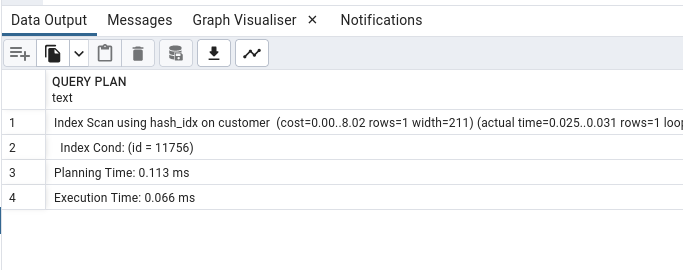 Data Output Messages Graph Visualiser × Notifications
QUERY PLAN
text
1 Index Scan using hash_idx on customer (cost=0.00..8.02 rows=1 width=211) (actual time=0.025..0.031 rows=1 loop
2 Index Cond: (id = 11756)
3 Planning Time: 0.113 ms
4 Execution Time: 0.066 ms